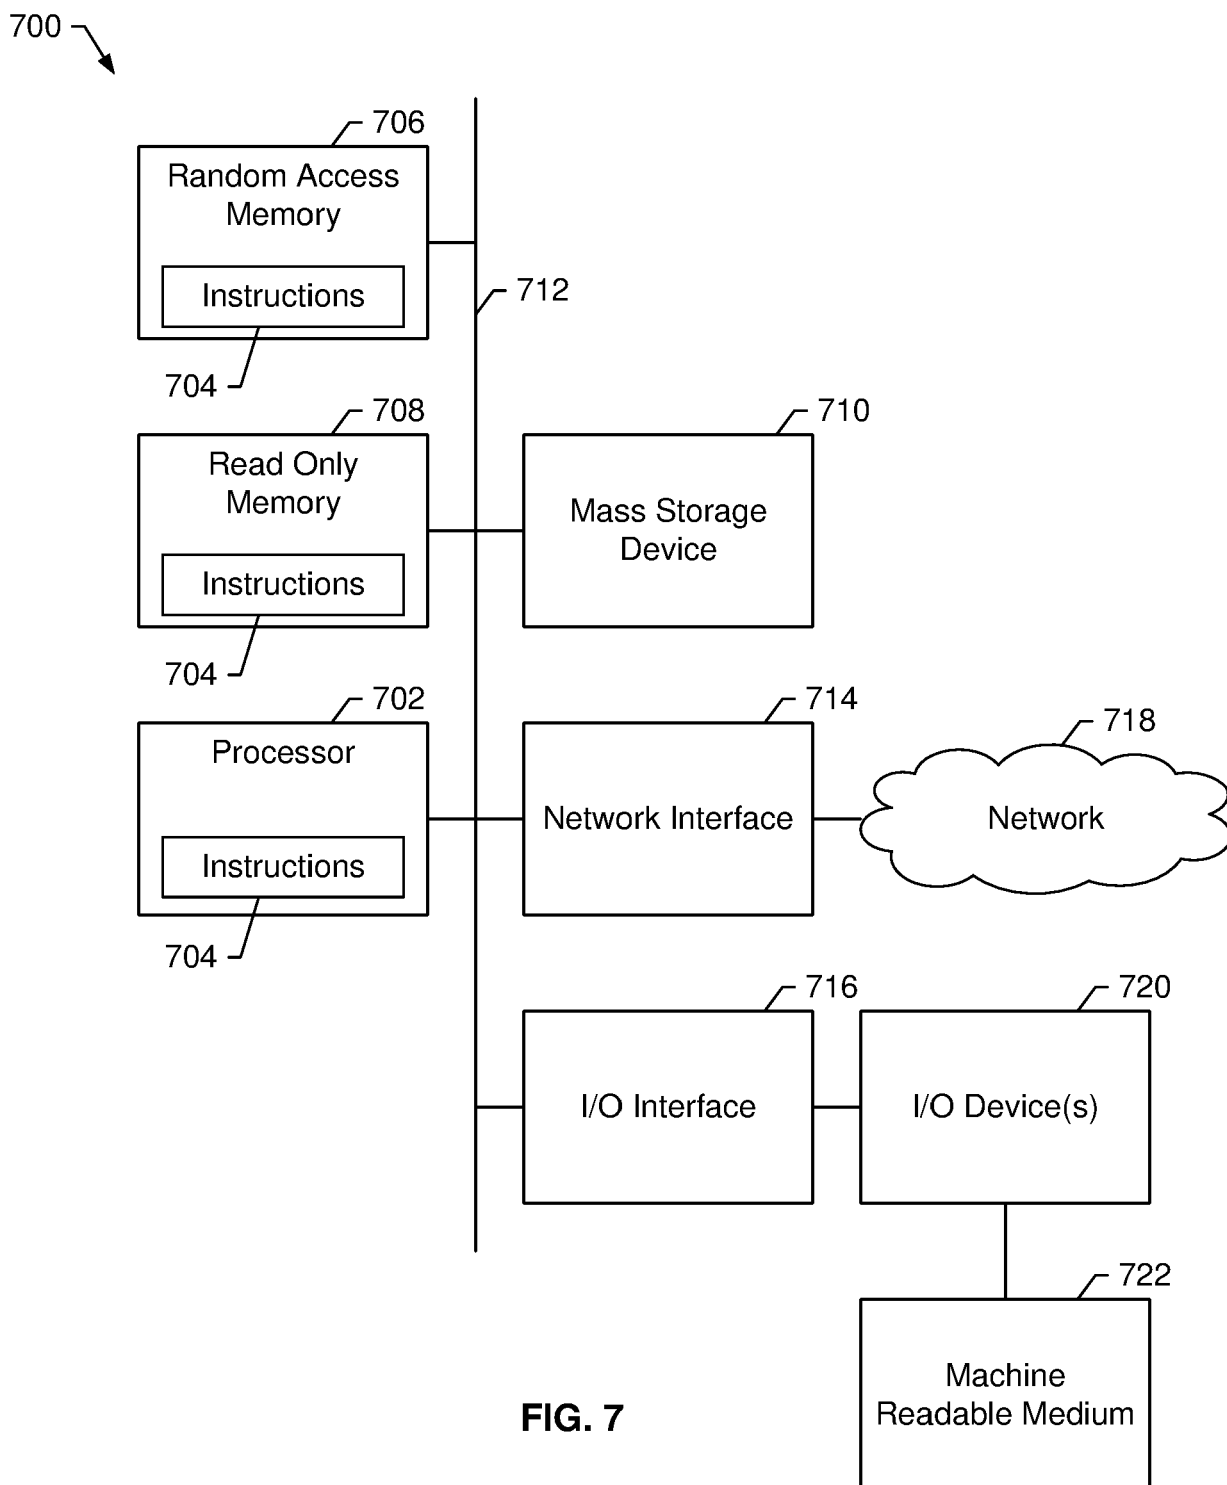 700
706
Random Access
Memory
Instructions
704
712
708
Read Only
Memory
Instructions
704
710
Mass Storage
Device
702
Processor
Instructions
704
714
Network Interface
718
Network
716
I/O Interface
720
I/O Device(s)
722
Machine
Readable Medium
FIG. 7